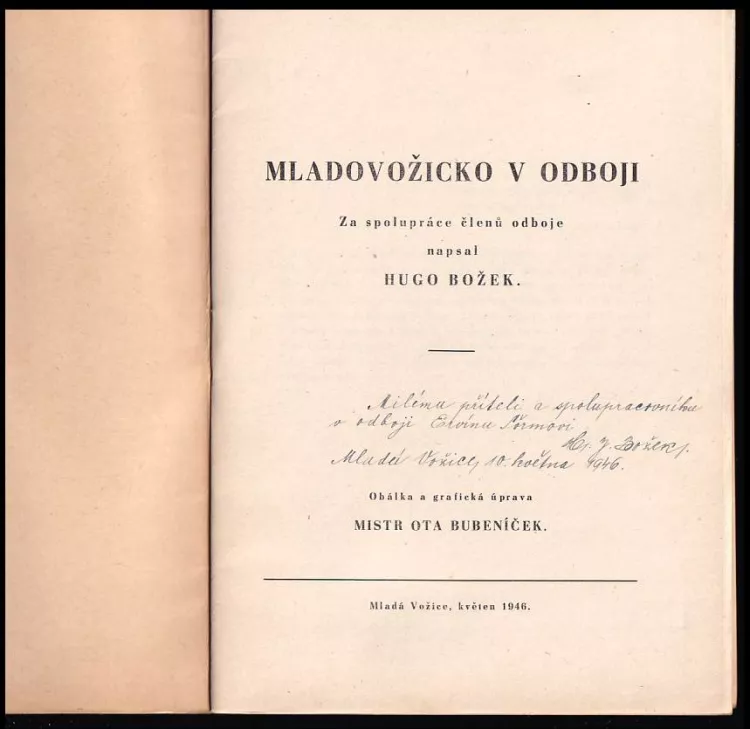 MLADOVOŽICKO V ODBOJI
Za spolupráce členů odboje
napsal
HUGO BOŽEK.
Milému příteli a spolupracovníku
v odboji Ervínu
J. Božek
Mladá Vožice, 10. května 1946.
Obálka a grafická úprava
MISTR OTA BUBENÍČEK.
Mladá Vožice, květen 1946.